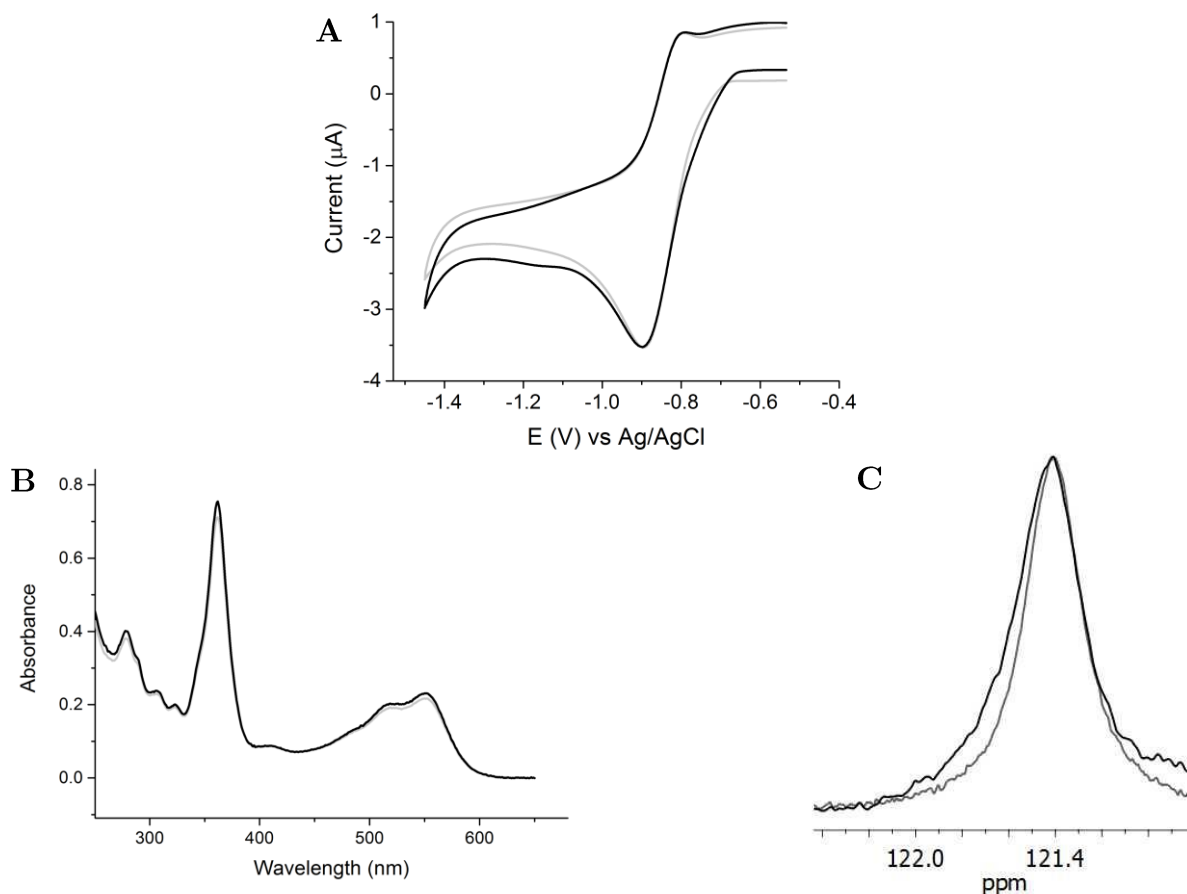 A
Current (μA)
1
0
-1
-2
-3
-4
-1.4 -1.2 -1.0 -0.8 -0.6 -0.4
E (V) vs Ag/AgCl
B
Absorbance
0.8
0.6
0.4
0.2
0.0
300 400 500 600
Wavelength (nm)
C
122.0 121.4
ppm